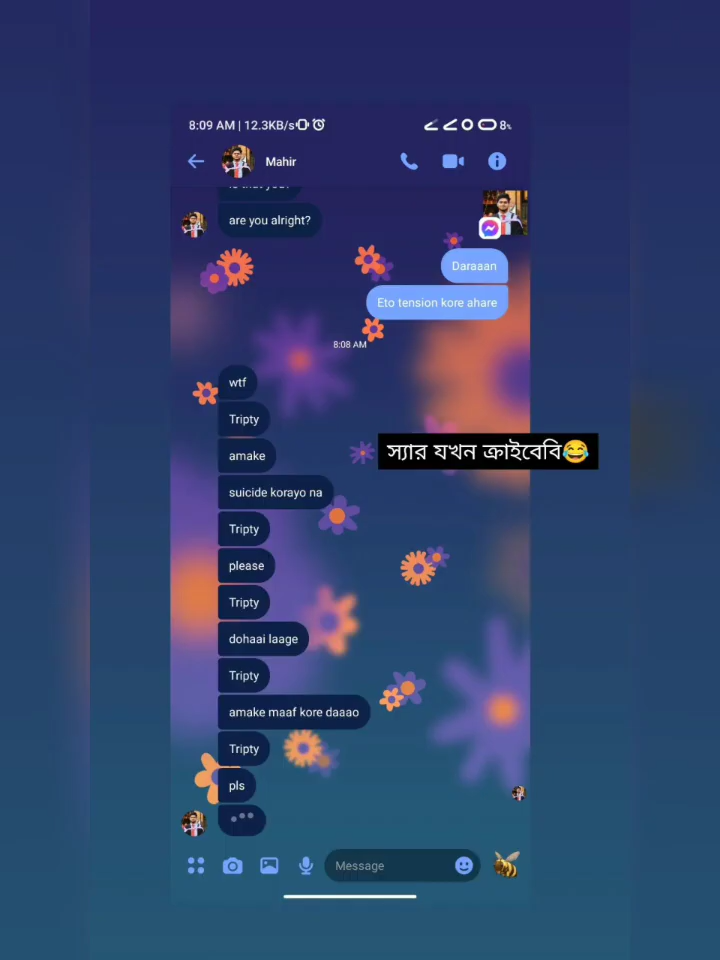 8:09 AM | 12.3KB/s
8%
Mahir
are you alright?
Daraaan
Eto tension kore ahare
8:08 AM
wtf
Tripty
amake
স্যার যখন ক্রাইবেবি😂
suicide korayo na
Tripty
please
Tripty
dohaai laage
Tripty
amake maaf kore daaao
Tripty
pls
Message